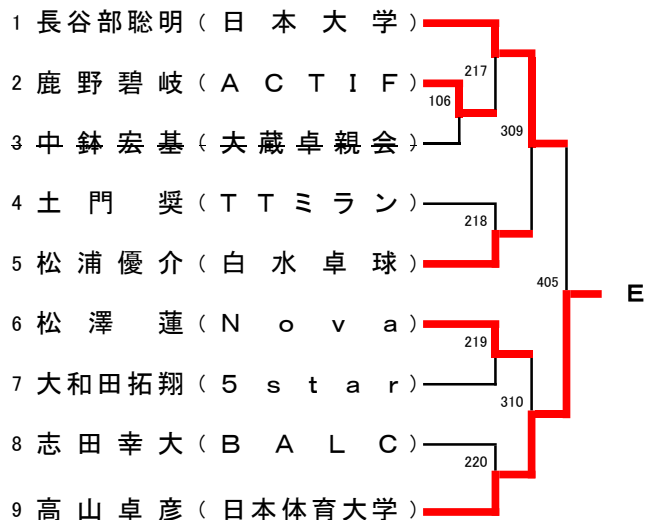 1 長谷部聡明 ( 日本大学 )
217
2 鹿野碧岐 ( ACTIF )
106
309
3 中鉢宏基 ( 大蔵卓親会 )
4 土門 奨 ( TTミラン )
218
5 松浦優介 ( 白水卓球 )
405
E
6 松澤 蓮 ( Nova )
219
7 大和田拓翔 ( 5star )
310
8 志田幸大 ( BALC )
220
9 高山卓彦 ( 日本体育大学 )